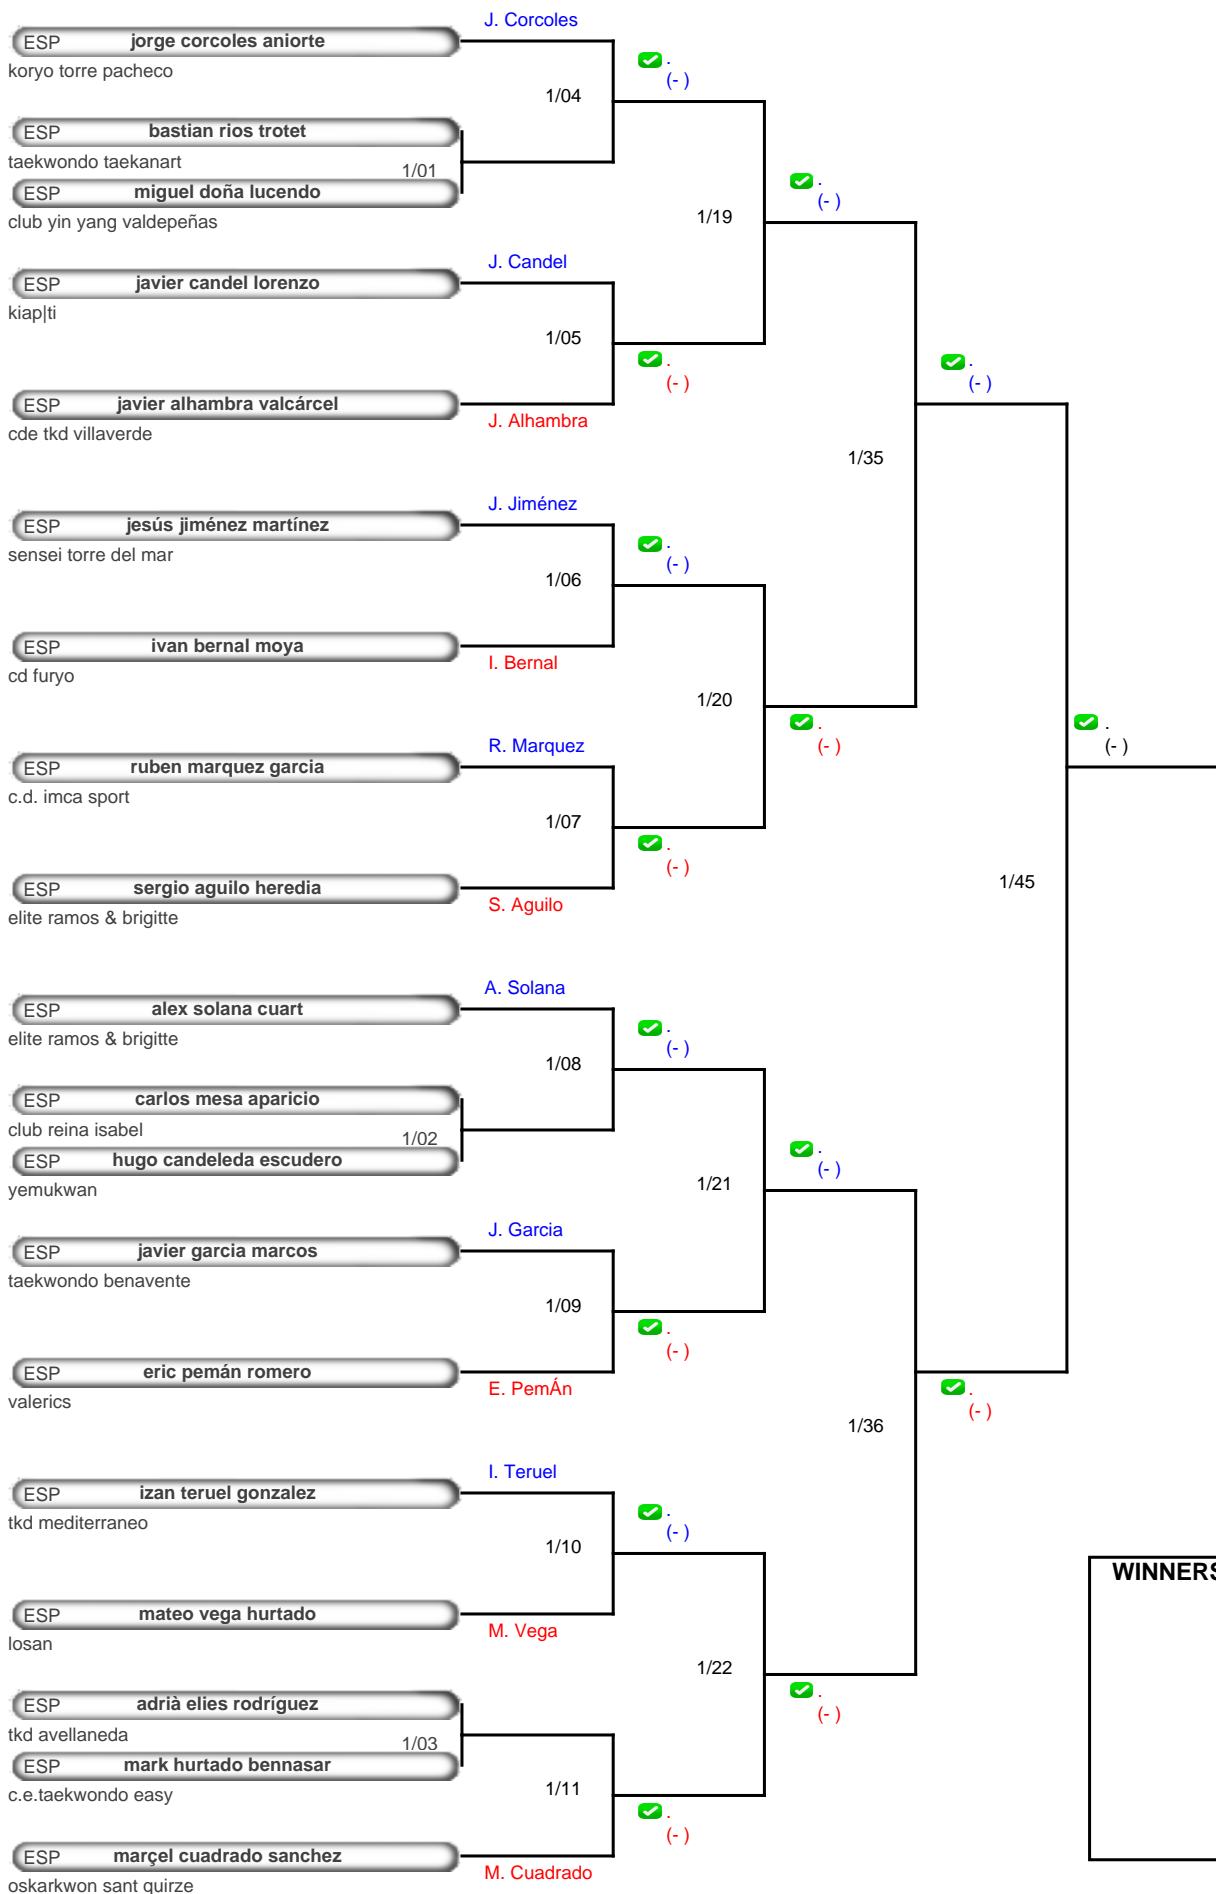 J. Corcoles
ESP jorge corcoles aniorte
koryo torre pacheco
.
(- )
1/04
ESP bastian rios trotet
taekwondo taekanart
1/01
ESP miguel doña lucendo
club yin yang valdepeñas
.
(- )
1/19
J. Candel
ESP javier candel lorenzo
kiap|ti
1/05
.
(- )
.
(- )
ESP javier alhambra valcárcel
cde tkd villaverde
J. Alhambra
1/35
J. Jiménez
ESP jesús jiménez martínez
sensei torre del mar
.
(- )
1/06
ESP ivan bernal moya
cd furyo
I. Bernal
1/20
.
(- )
.
(- )
R. Marquez
ESP ruben marquez garcia
c.d. imca sport
1/07
.
(- )
ESP sergio aguilo heredia
elite ramos & brigitte
S. Aguilo
1/45
A. Solana
ESP alex solana cuart
elite ramos & brigitte
.
(- )
1/08
ESP carlos mesa aparicio
club reina isabel
1/02
ESP hugo candeleda escudero
yemukwan
.
(- )
1/21
J. Garcia
ESP javier garcia marcos
taekwondo benavente
1/09
.
(- )
ESP eric pemán romero
valerics
E. PemÁn
.
(- )
1/36
I. Teruel
ESP izan teruel gonzalez
tkd mediterraneo
.
(- )
1/10
WINNERS
ESP mateo vega hurtado
losan
M. Vega
1/22
.
(- )
ESP adrià elies rodríguez
tkd avellaneda
1/03
ESP mark hurtado bennasar
c.e.taekwondo easy
1/11
.
(- )
ESP marçel cuadrado sanchez
oskarkwon sant quirze
M. Cuadrado